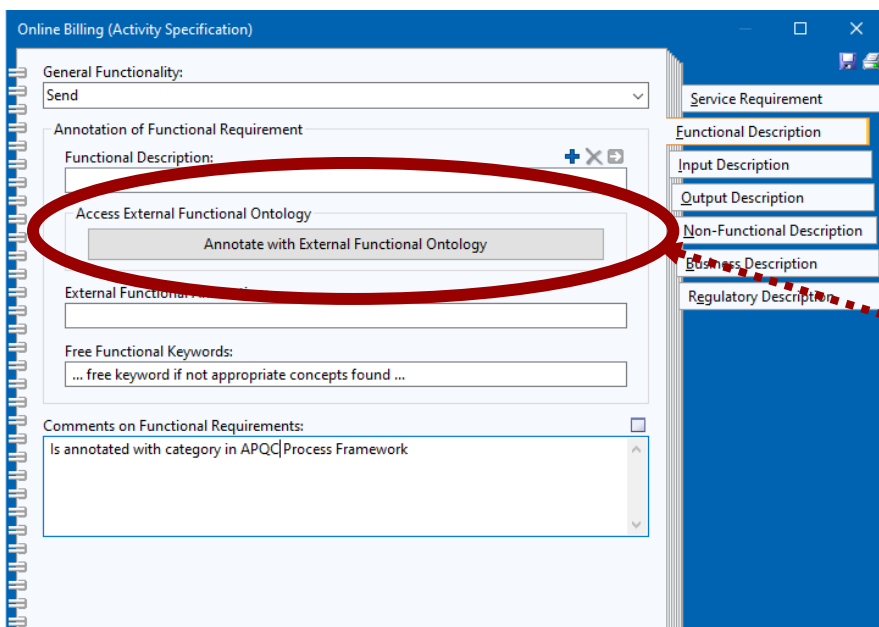 Online Billing (Activity Specification)
General Functionality:
Send
Annotation of Functional Requirement
Functional Description:
Access External Functional Ontology
Annotate with External Functional Ontology
External Functional
Free Functional Keywords:
... free keyword if not appropriate concepts found ...
Comments on Functional Requirements:
Is annotated with category in APQC Process Framework
Service Requirement
Functional Description
Input Description
Output Description
Non-Functional Description
Business Description
Regulatory Description